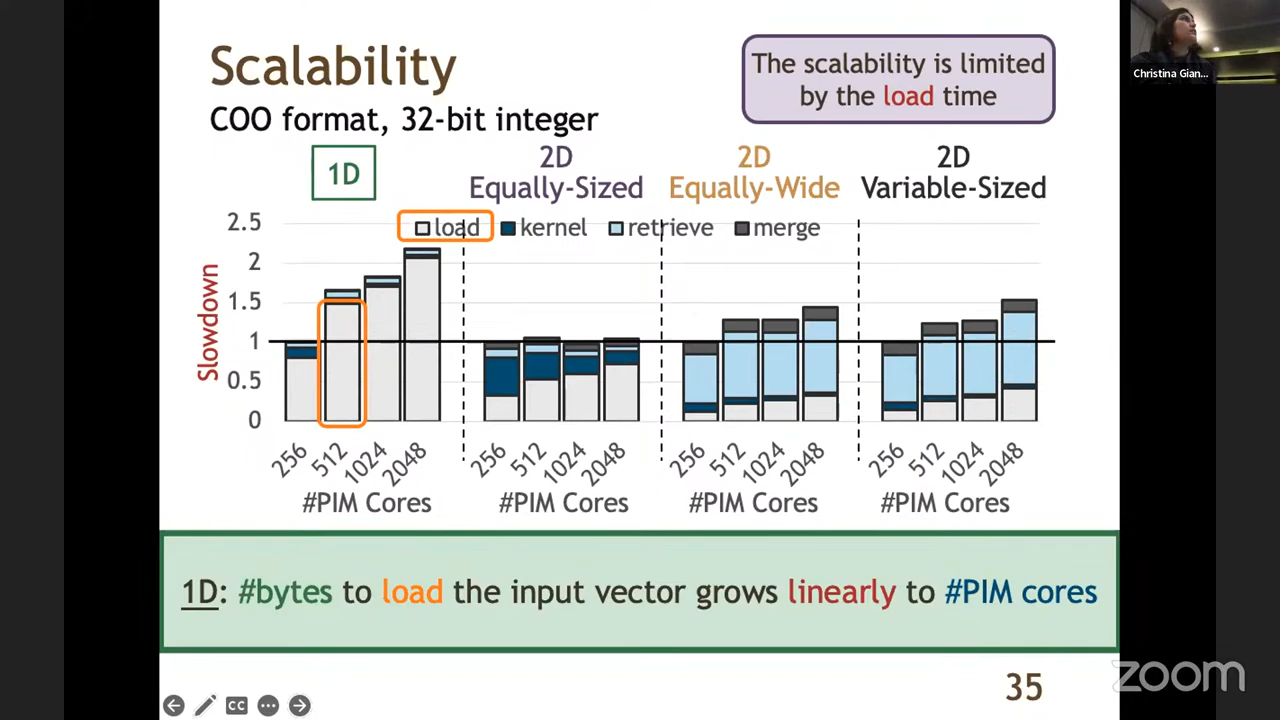 Scalability
COO format, 32-bit integer
The scalability is limited
by the load time
Christina Gian...
1D
2D
Equally-Sized
2D
Equally-Wide
2D
Variable-Sized
load kernel retrieve merge
Slowdown
2.5
2
1.5
1
0.5
0
256 512 1024 2048
256 512 1024 2048
256 512 1024 2048
256 512 1024 2048
#PIM Cores
#PIM Cores
#PIM Cores
#PIM Cores
1D: #bytes to load the input vector grows linearly to #PIM cores
35
CC
zoom